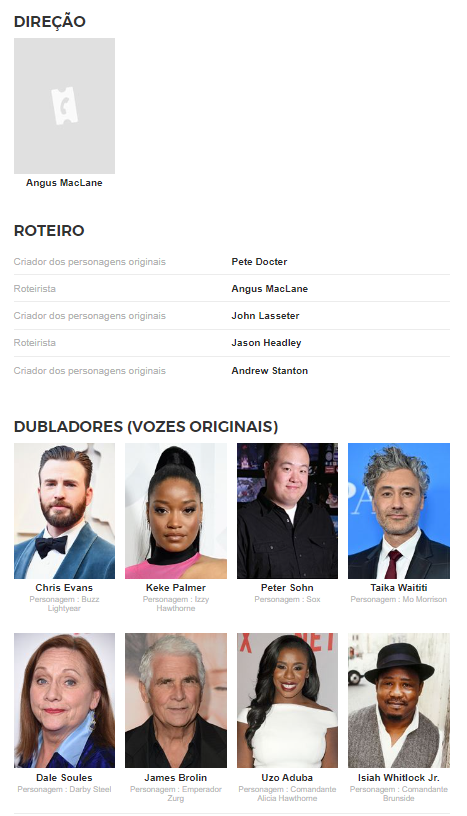 DIREÇÃO
Angus MacLane
ROTEIRO
Criador dos personagens originais Pete Docter
Roteirista Angus MacLane
Criador dos personagens originais John Lasseter
Roteirista Jason Headley
Criador dos personagens originais Andrew Stanton
DUBLADORES (VOZES ORIGINAIS)
Chris Evans
Personagem : Buzz
Lightyear
Keke Palmer
Personagem : Izzy
Hawthorne
Peter Sohn
Personagem : Sox
Taika Waititi
Personagem : Mo Morrison
Dale Soules
Personagem : Darby Steel
James Brolin
Personagem : Emperador
Zurg
Uzo Aduba
Personagem : Comandante
Alicia Hawthorne
Isiah Whitlock Jr.
Personagem : Comandante
Brunside